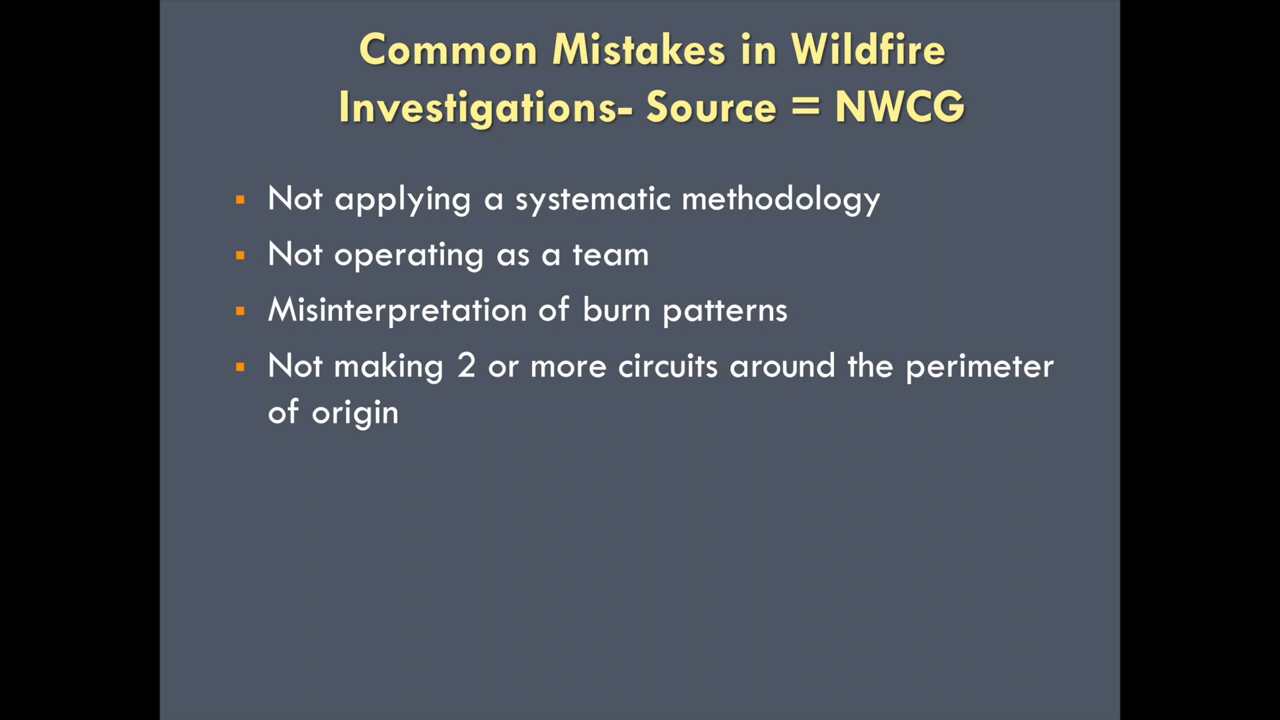 Common Mistakes in Wildfire
Investigations- Source = NWCG
Not applying a systematic methodology
Not operating as a team
Misinterpretation of burn patterns
Not making 2 or more circuits around the perimeter
of origin